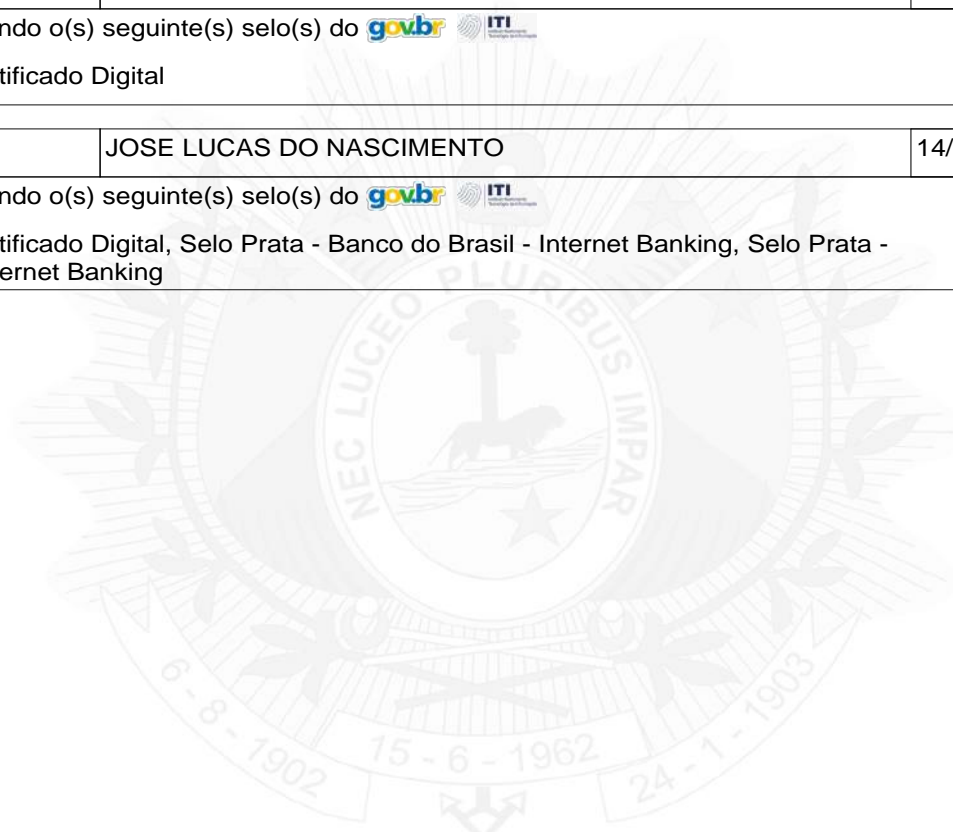 ndo o(s) seguinte(s) selo(s) do gov.br ITI
tificado Digital
JOSE LUCAS DO NASCIMENTO 14/
ndo o(s) seguinte(s) selo(s) do gov.br ITI
tificado Digital, Selo Prata - Banco do Brasil - Internet Banking, Selo Prata -
ernet Banking
NEC LUCEO PLURIBUS IMPAR
6 - 8 - 1902
15 - 6 - 1962
24 - 1 - 1903